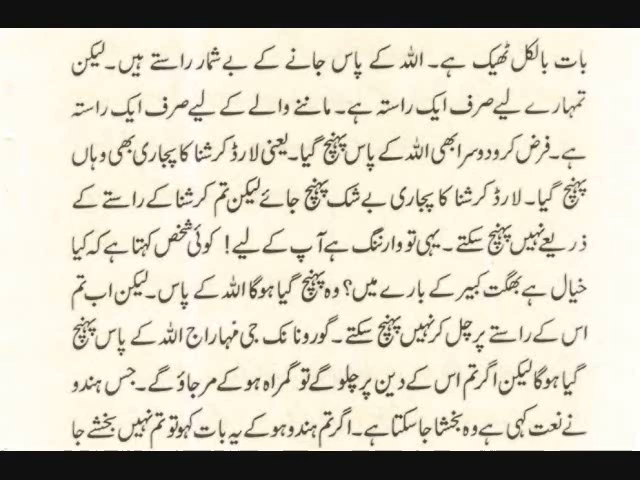 بات بالکل ٹھیک ہے۔ اللہ کے پاس جانے کے بے شمار راستے ہیں۔ لیکن
تمہارے لیے صرف ایک راستہ ہے۔ ماننے والے کے لیے صرف ایک راستہ
ہے۔ فرض کرو دوسرا بھی اللہ کے پاس پہنچ گیا۔ یعنی لارڈ کرشنا کا پجاری بھی وہاں
پہنچ گیا۔ لارڈ کرشنا کا پجاری بے شک پہنچ جائے لیکن تم کرشنا کے راستے کے
ذریعے نہیں پہنچ سکتے۔ یہی تو وارننگ ہے آپ کے لیے! کوئی شخص کہتا ہے کہ کیا
خیال ہے بھگت کبیر کے بارے میں؟ وہ پہنچ گیا ہوگا اللہ کے پاس۔ لیکن اب تم
اس کے راستے پر چل کر نہیں پہنچ سکتے۔ گورونانک جی مہاراج اللہ کے پاس پہنچ
گیا ہوگا لیکن اگر تم اس کے دین پر چلو گے تو گمراہ ہو کے مر جاؤ گے۔ جس ہندو
نے نعت کہی ہے وہ بخشا جا سکتا ہے۔ اگر تم ہندو ہو کے یہ بات کہو تو تم نہیں بخشے جا